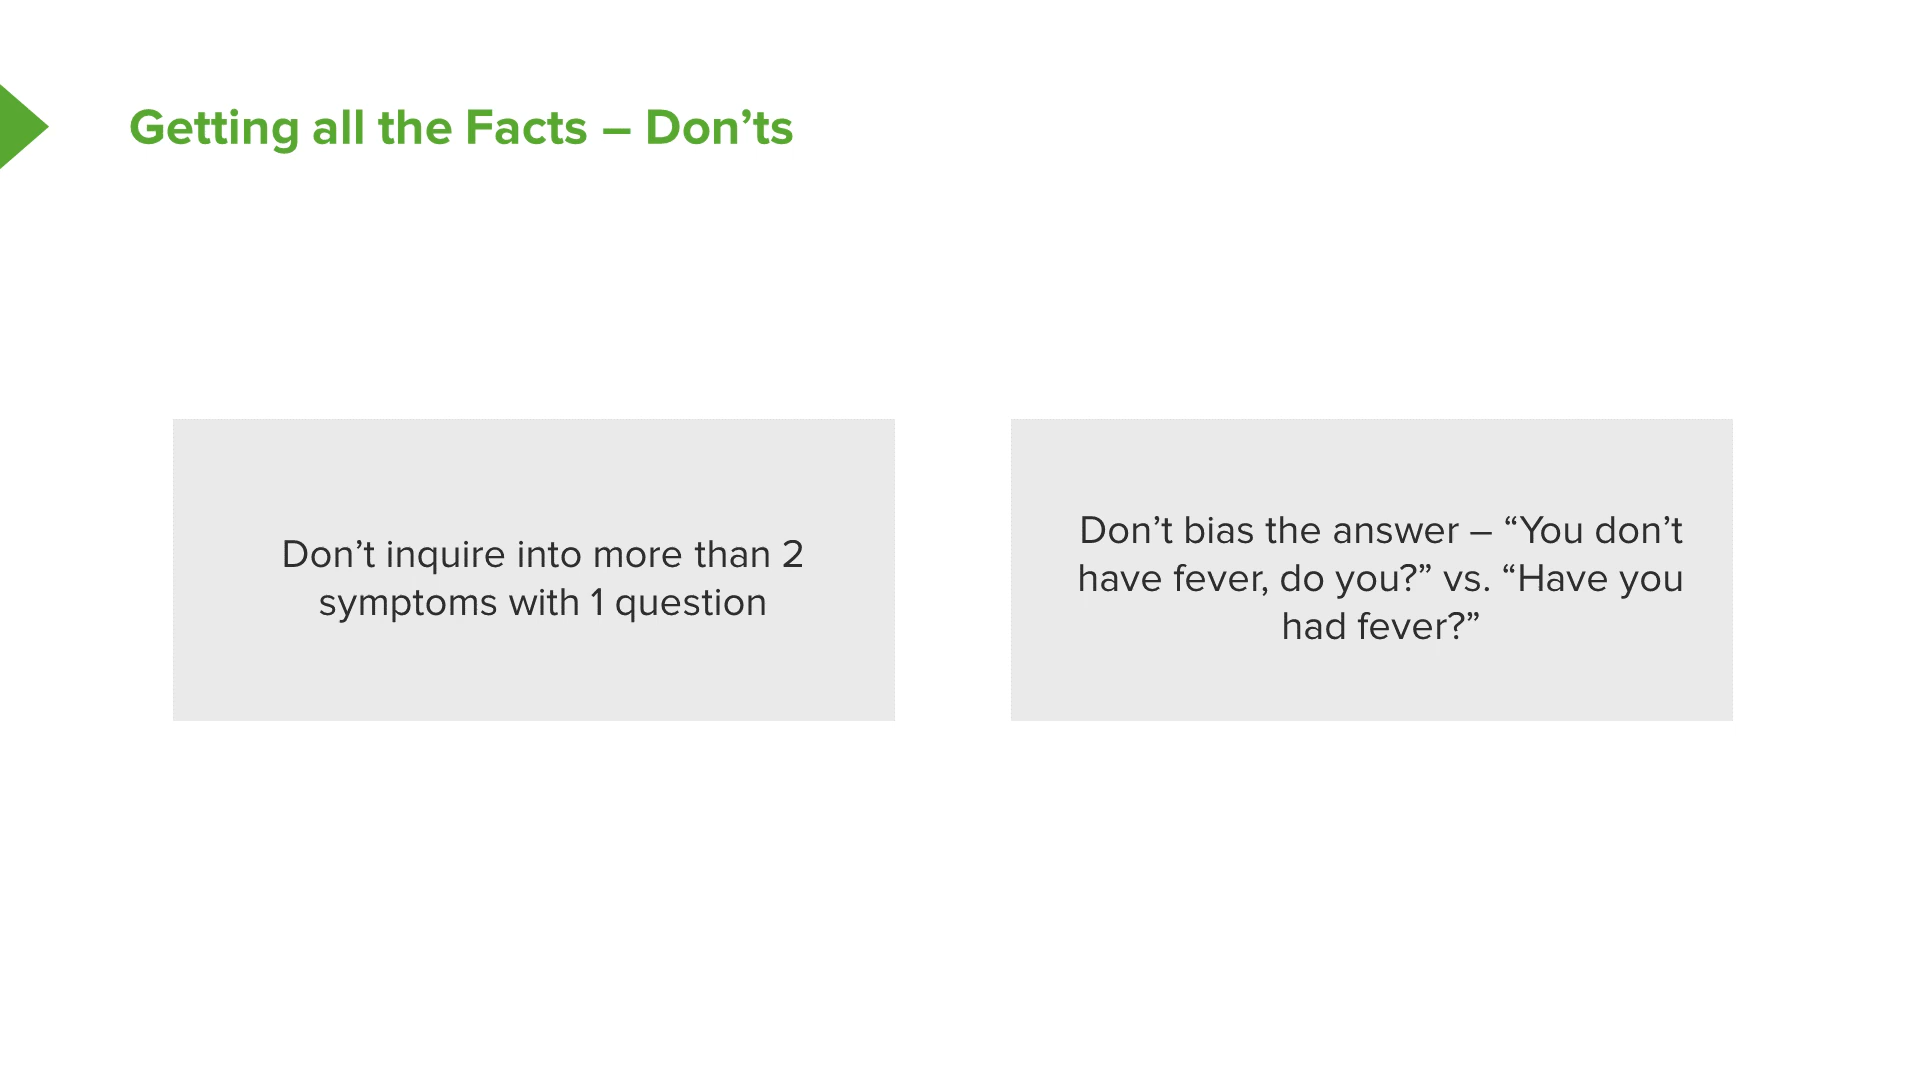 Getting all the Facts – Don’ts
Don’t inquire into more than 2
symptoms with 1 question
Don’t bias the answer – “You don’t
have fever, do you?” vs. “Have you
had fever?”